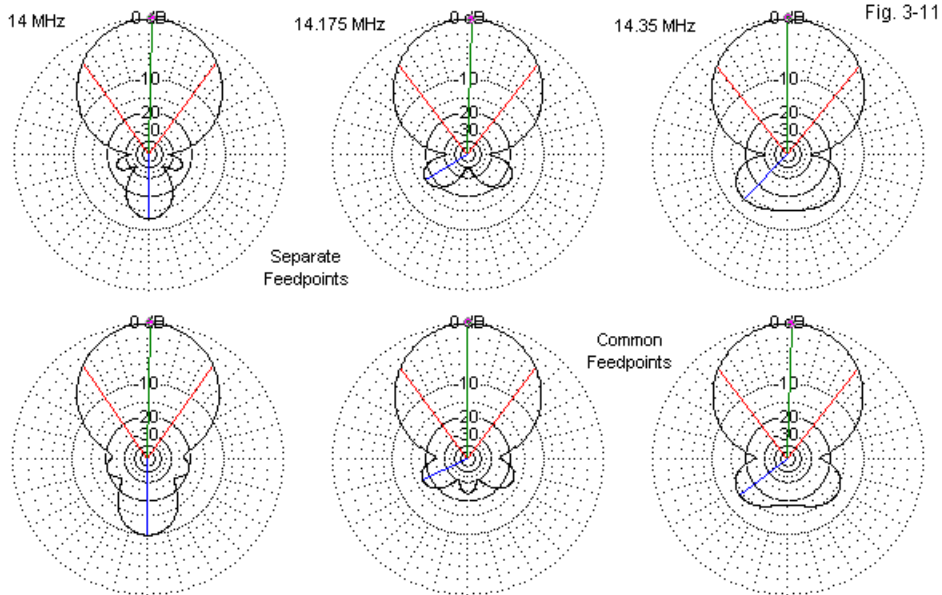 14 MHz
14.175 MHz
14.35 MHz
Fig. 3-11
0 dB
0 dB
0 dB
-10
-10
-10
20
20
20
30
30
30
Separate
Feedpoints
0 dB
0 dB
0 dB
Common
Feedpoints
-10
-10
-10
20
20
20
30
30
30